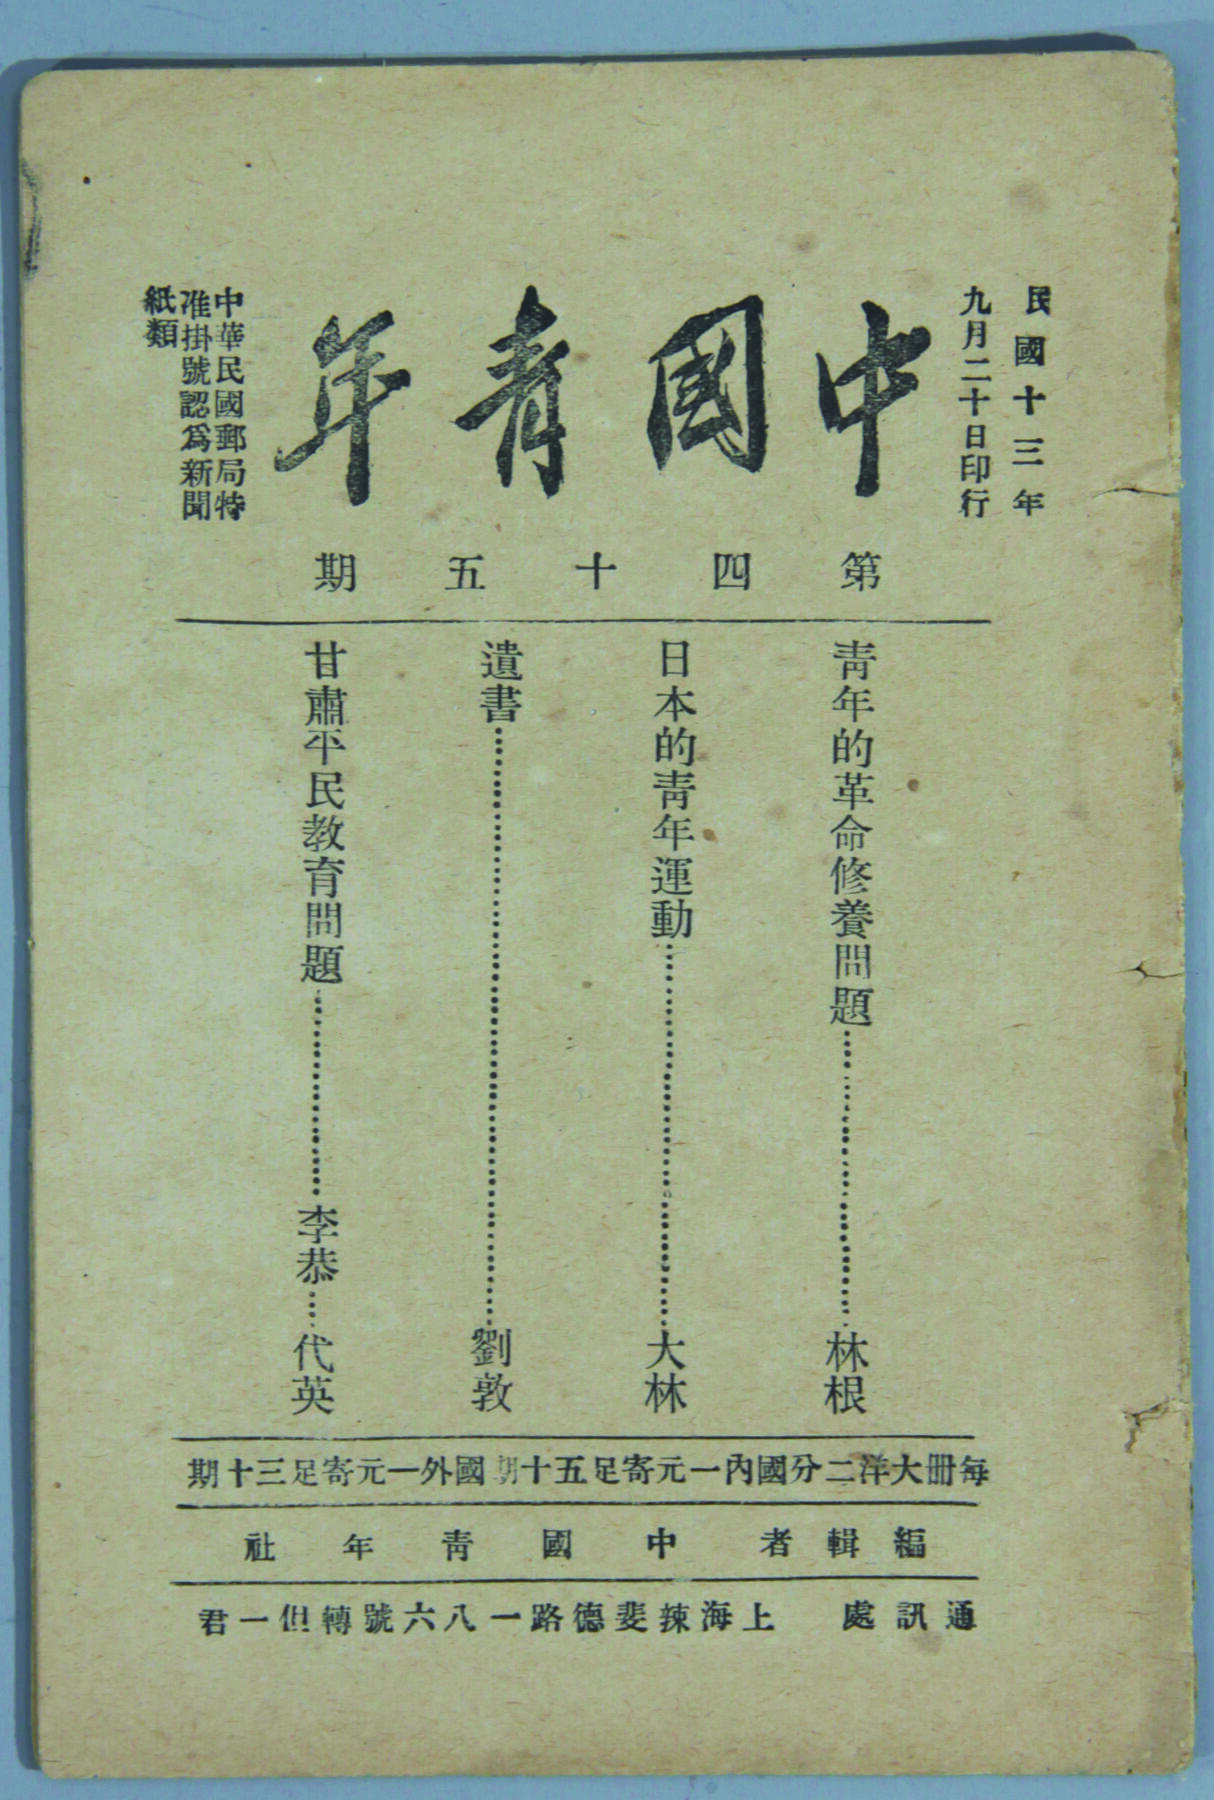 民國十三年
九月二十日印行
中國青年
中華民國郵局特
准掛號認爲新聞
紙類
第四十五期
青年的革命修養問題……林根
日本的青年運動……大林
遺書……劉敦
甘肅平民教育問題……李恭……代英
每册大洋二分國內一元寄足五十期國外一元寄足三十期
編輯者 中國青年社
通訊處 上海辣斐德路一八六號轉但一君